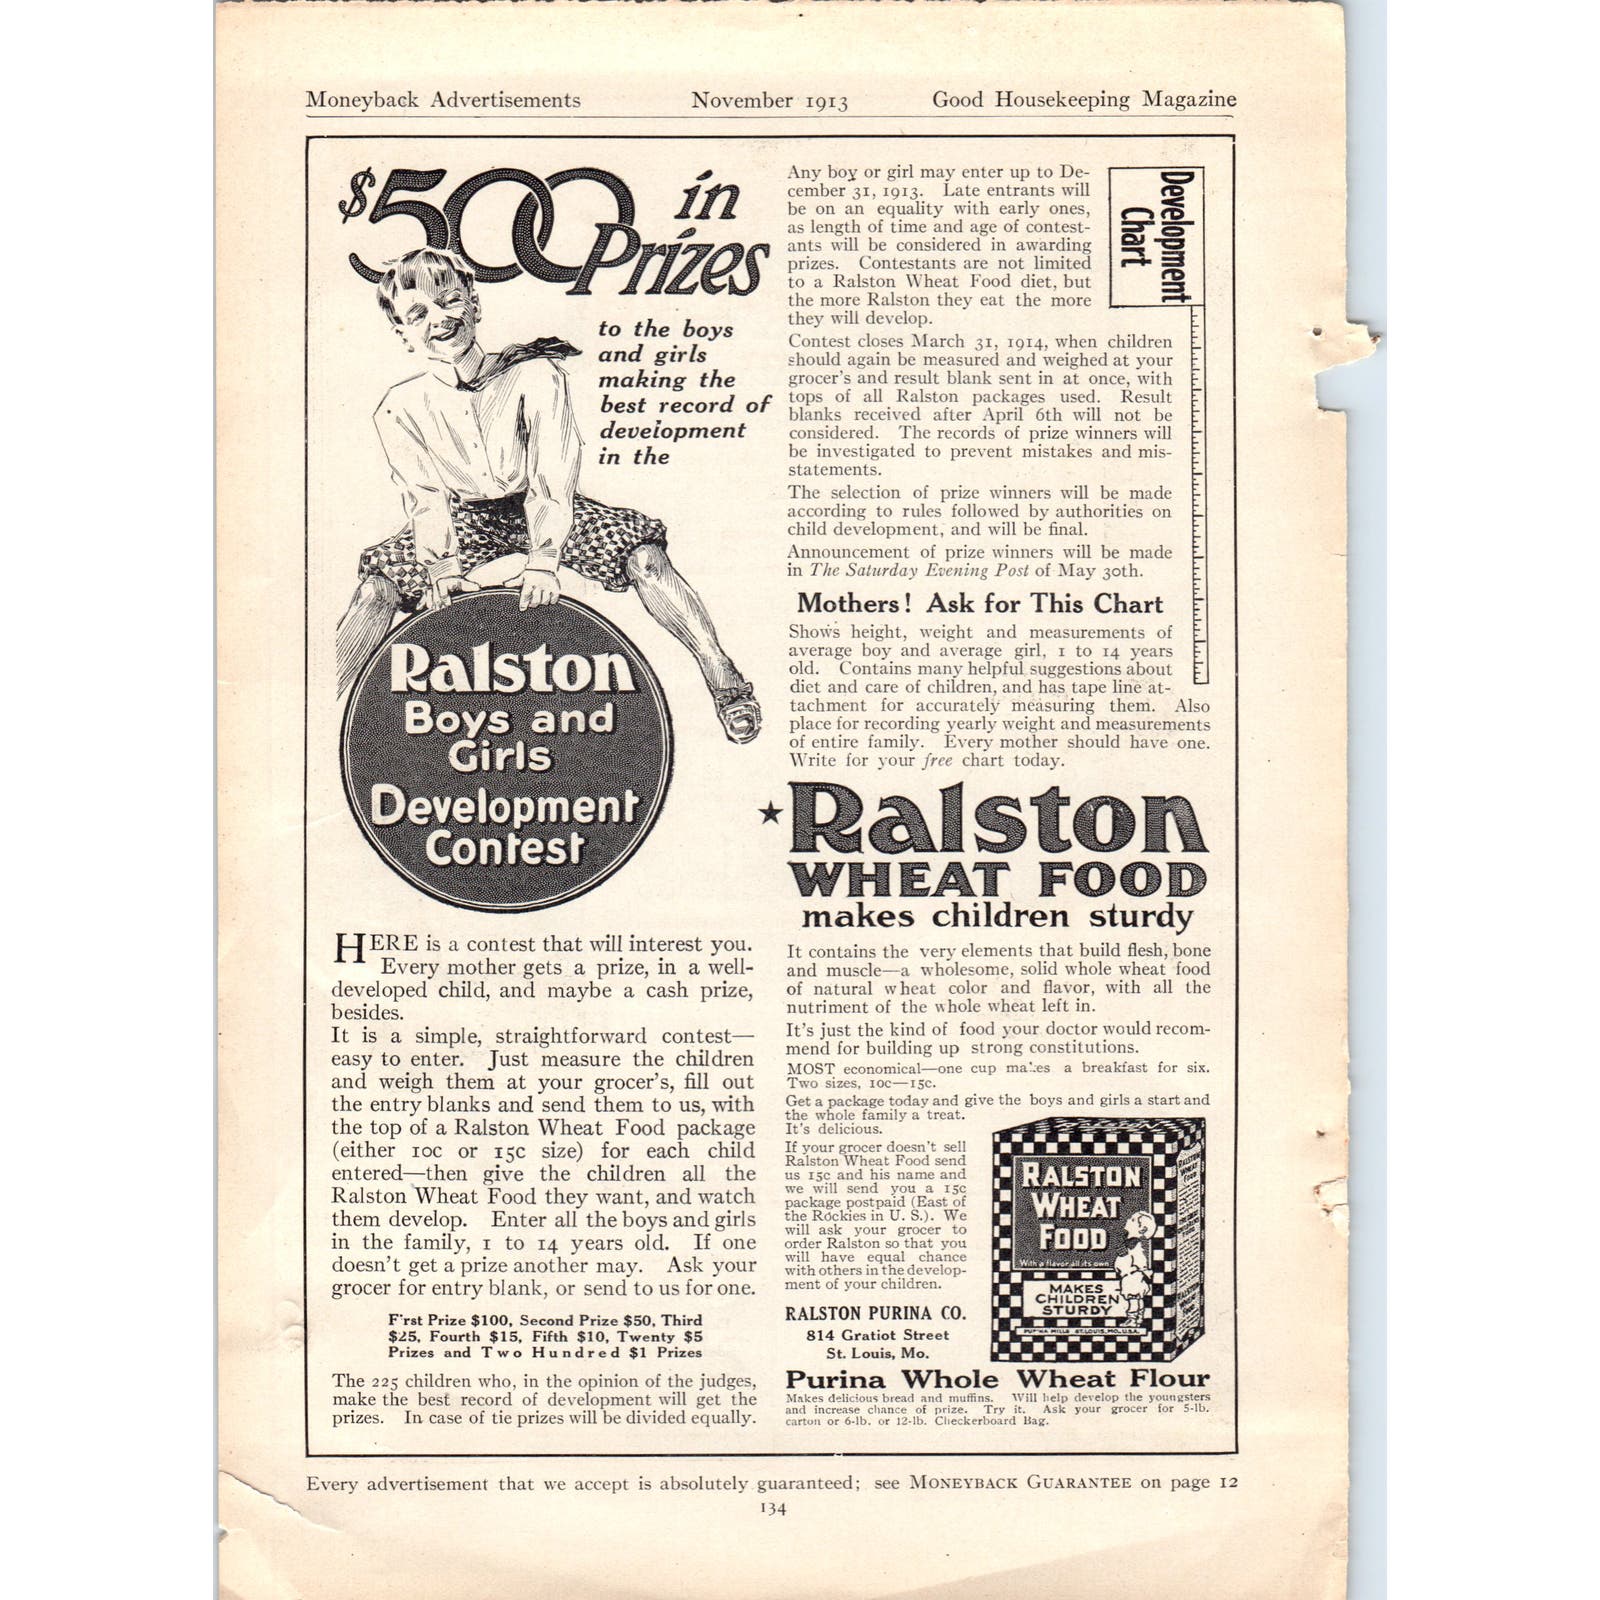 Moneyback Advertisements November 1913 Good Housekeeping Magazine
$500 in
Prizes
to the boys
and girls
making the
best record of
development
in the
Ralston
Boys and
Girls
Development
Contest
HERE is a contest that will interest you.
Every mother gets a prize, in a well-
developed child, and maybe a cash prize,
besides.
It is a simple, straightforward contest—
easy to enter. Just measure the children
and weigh them at your grocer's, fill out
the entry blanks and send them to us, with
the top of a Ralston Wheat Food package
(either 10c or 15c size) for each child
entered—then give the children all the
Ralston Wheat Food they want, and watch
them develop. Enter all the boys and girls
in the family, 1 to 14 years old. If one
doesn't get a prize another may. Ask your
grocer for entry blank, or send to us for one.
First Prize $100, Second Prize $50, Third
$25, Fourth $15, Fifth $10, Twenty $5
Prizes and Two Hundred $1 Prizes
The 225 children who, in the opinion of the judges,
make the best record of development will get the
prizes. In case of tie prizes will be divided equally.
Any boy or girl may enter up to De-
cember 31, 1913. Late entrants will
be on an equality with early ones,
as length of time and age of contest-
ants will be considered in awarding
prizes. Contestants are not limited
to a Ralston Wheat Food diet, but
the more Ralston they eat the more
they will develop.
Development
Chart
Contest closes March 31, 1914, when children
should again be measured and weighed at your
grocer's and result blank sent in at once, with
tops of all Ralston packages used. Result
blanks received after April 6th will not be
considered. The records of prize winners will
be investigated to prevent mistakes and mis-
statements.
The selection of prize winners will be made
according to rules followed by authorities on
child development, and will be final.
Announcement of prize winners will be made
in The Saturday Evening Post of May 30th.
Mothers! Ask for This Chart
Shows height, weight and measurements of
average boy and average girl, 1 to 14 years
old. Contains many helpful suggestions about
diet and care of children, and has tape line at-
tachment for accurately measuring them. Also
place for recording yearly weight and measurements
of entire family. Every mother should have one.
Write for your free chart today.
★Ralston
WHEAT FOOD
makes children sturdy
It contains the very elements that build flesh, bone
and muscle—a wholesome, solid whole wheat food
of natural wheat color and flavor, with all the
nutriment of the whole wheat left in.
It's just the kind of food your doctor would recom-
mend for building up strong constitutions.
MOST economical—one cup makes a breakfast for six.
Two sizes, 10c—15c.
Get a package today and give the boys and girls a start and
the whole family a treat.
It's delicious.
If your grocer doesn't sell
Ralston Wheat Food send
us 15c and his name and
we will send you a 15c
package postpaid (East of
the Rockies in U. S.). We
will ask your grocer to
order Ralston so that you
will have equal chance
with others in the develop-
ment of your children.
RALSTON PURINA CO.
814 Gratiot Street
St. Louis, Mo.
RALSTON
WHEAT
FOOD
With a flavor all its own
MAKES
CHILDREN
STURDY
PURINA MILLS ST. LOUIS, MO. U.S.A.
RALSTON
WHEAT
FOOD
Purina Whole Wheat Flour
Makes delicious bread and muffins. Will help develop the youngsters
and increase chance of prize. Try it. Ask your grocer for 5-lb.
carton or 6-lb. or 12-lb. Checkerboard Bag.
Every advertisement that we accept is absolutely guaranteed; see MONEYBACK GUARANTEE on page 12
134